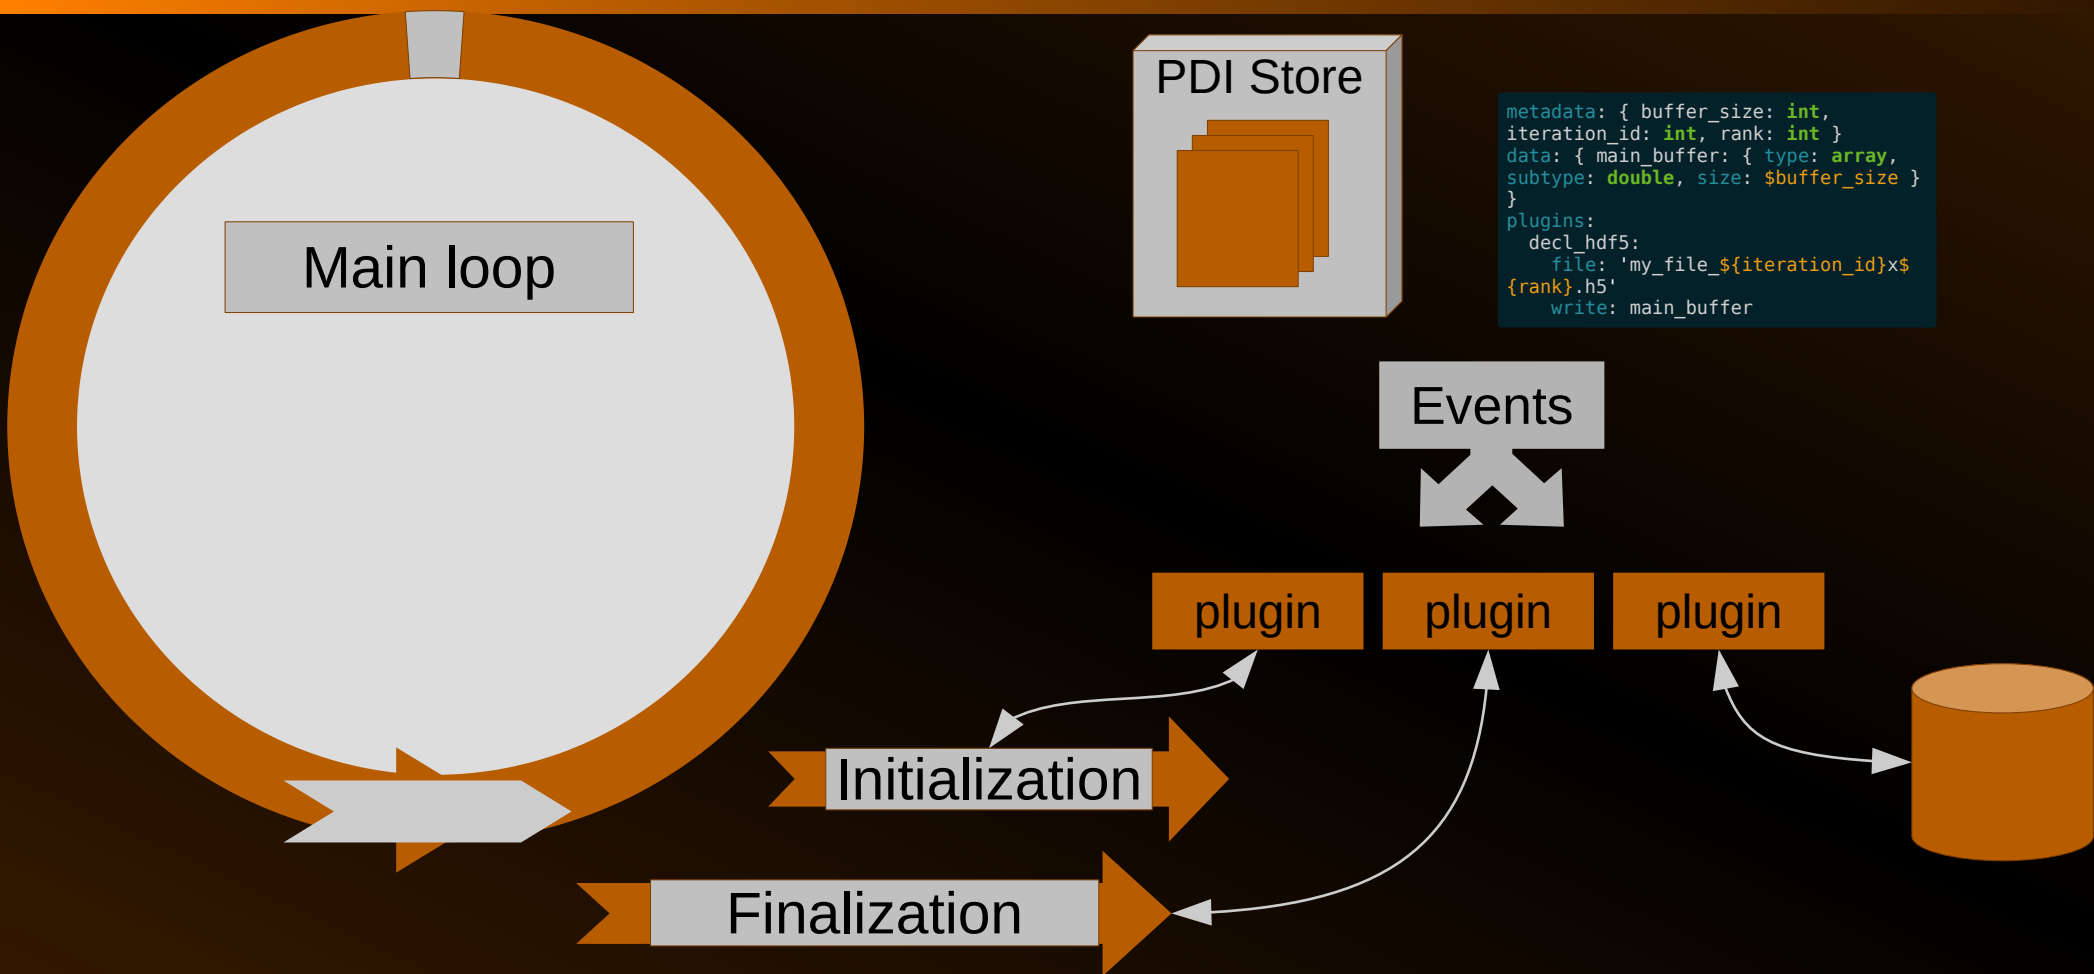 Main loop
PDI Store
metadata: { buffer_size: int,
iteration_id: int, rank: int }
data: { main_buffer: { type: array,
subtype: double, size: $buffer_size }
}
plugins:
  decl_hdf5:
    file: 'my_file_${iteration_id}x$
{rank}.h5'
    write: main_buffer
Events
plugin
plugin
plugin
Initialization
Finalization